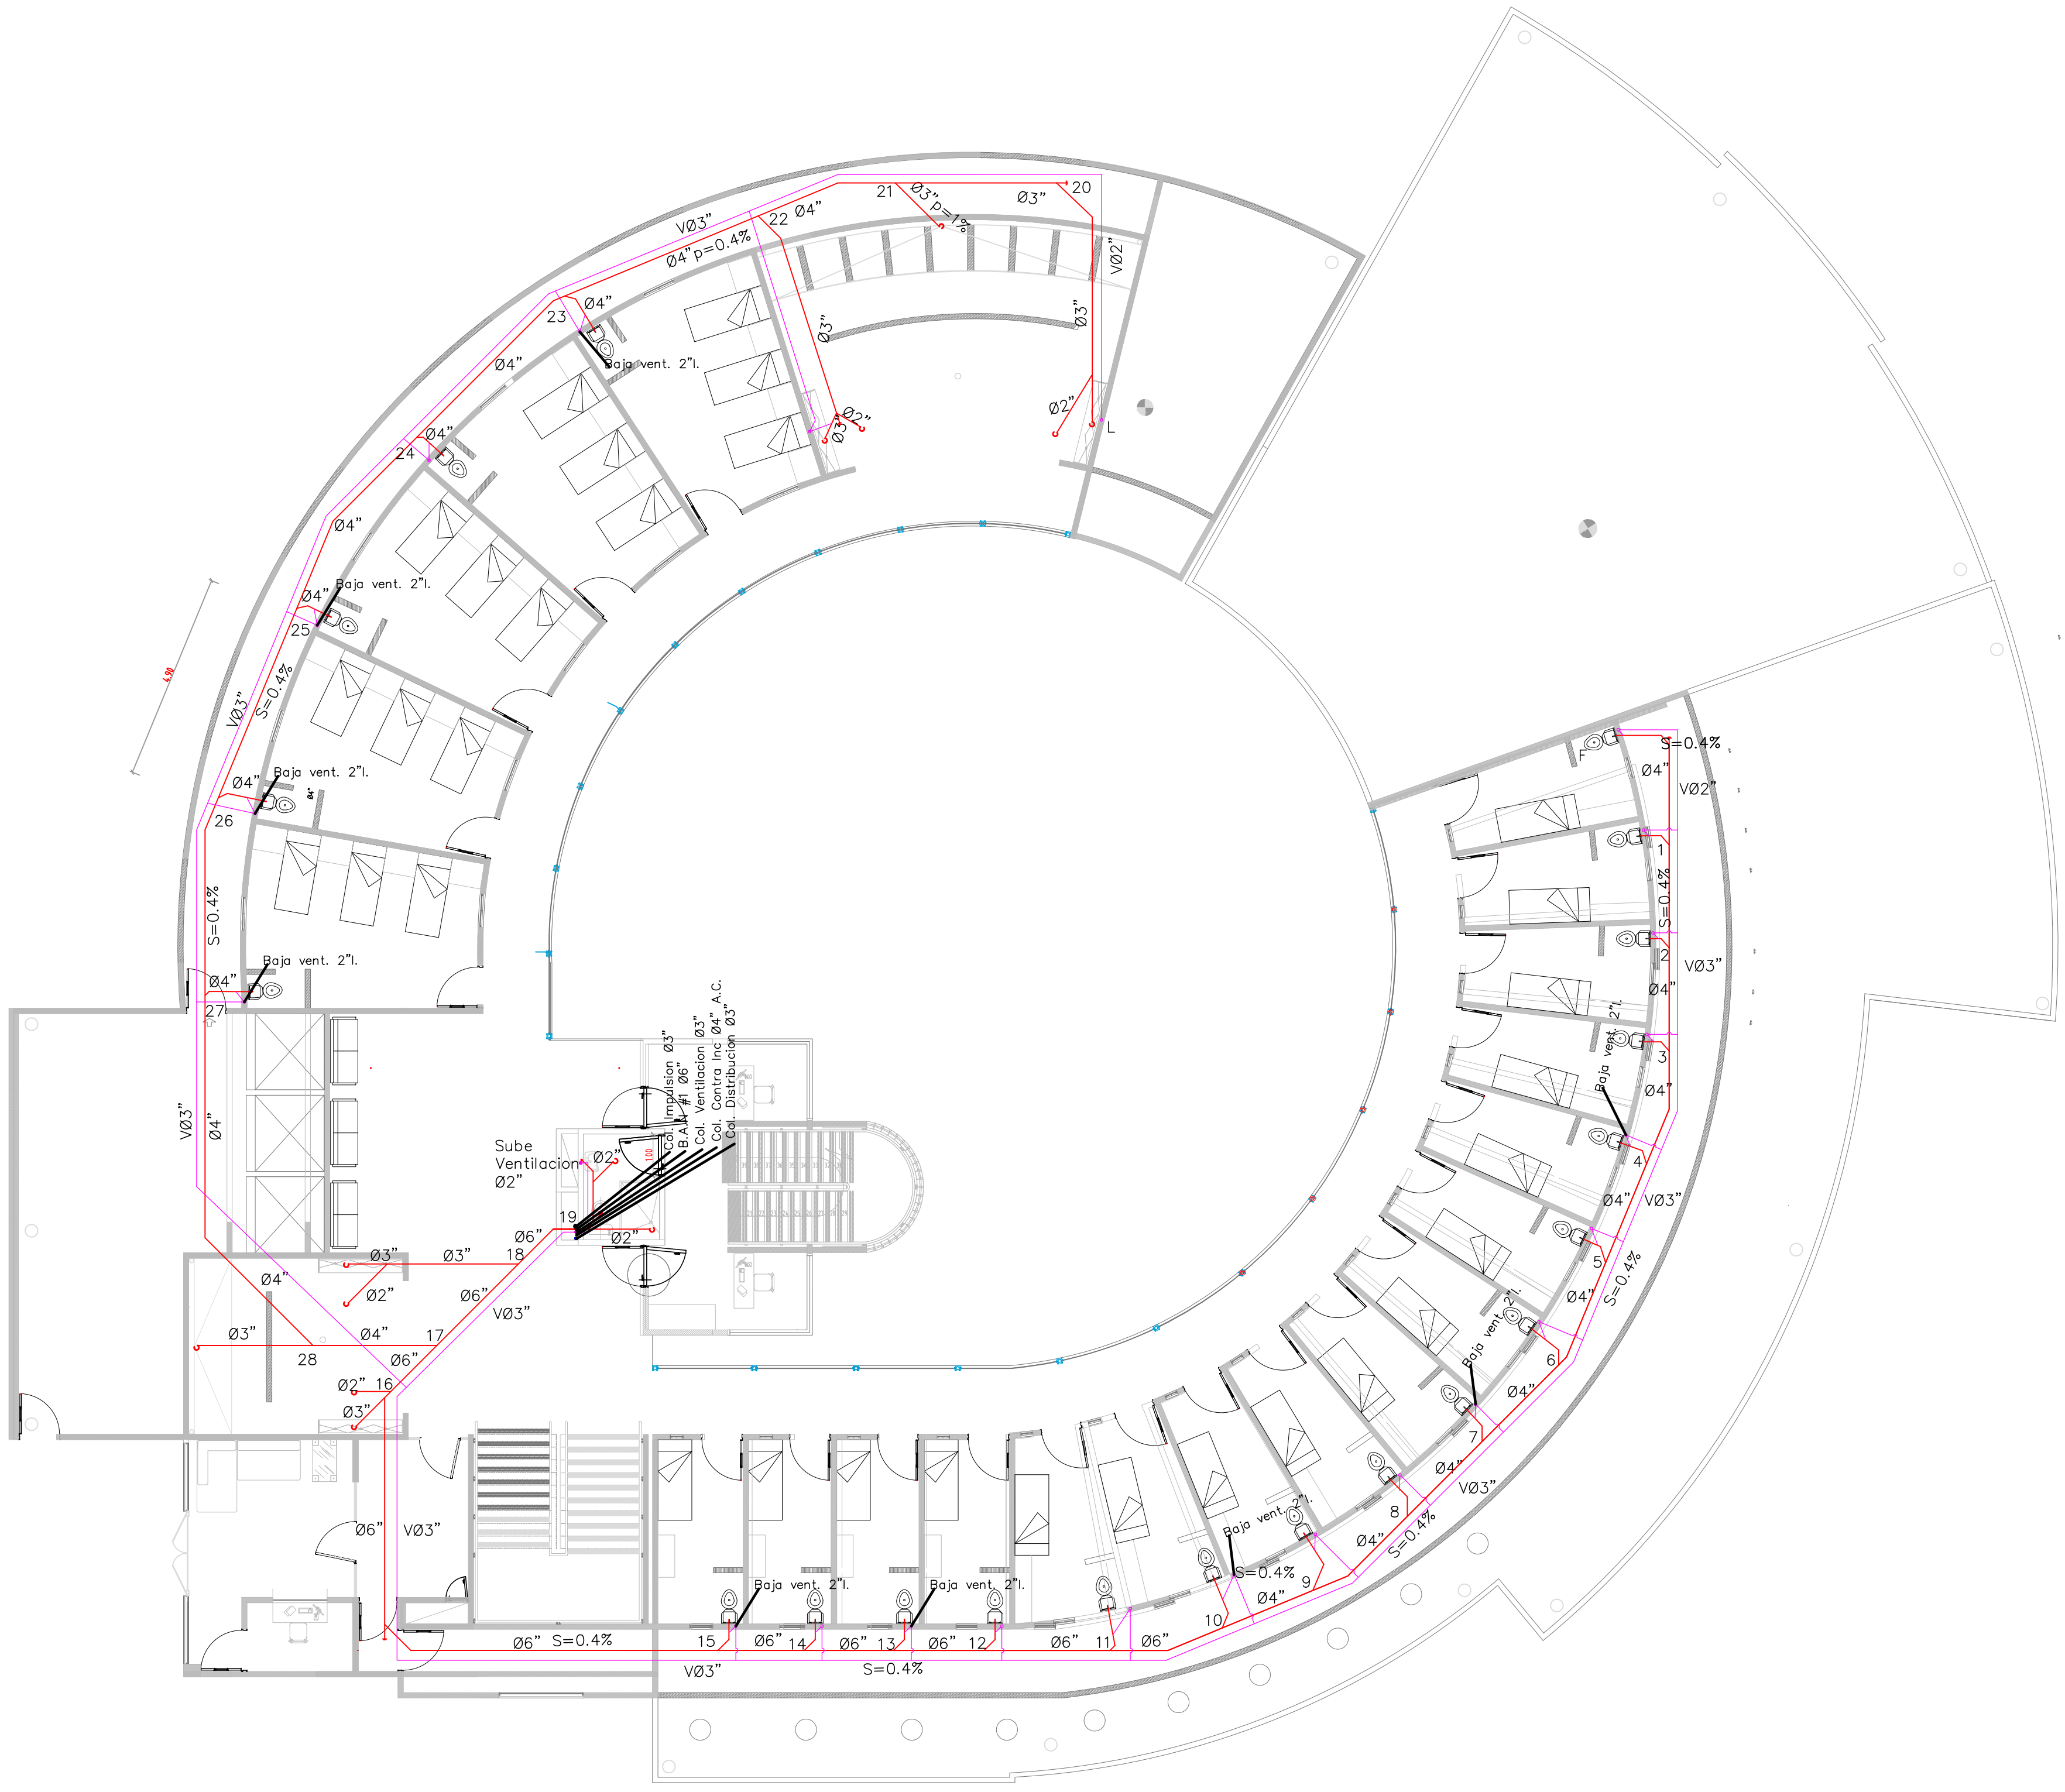 20
21
Ø3"p=1%
Ø3"
22
Ø4"
VØ3"
Ø4"p=0.4%
VØ2"
Ø4"
23
Baja vent. 2"l.
Ø3"
Ø3"
Ø4"
Ø2"
Ø3"
Ø2"
L
Ø4"
24
Ø4"
Baja vent. 2"l.
Ø4"
25
4.90
S=0.4%
VØ3"
Baja vent. 2"l.
Ø4"
Ø4"
26
S=0.4%
Baja vent. 2"l.
Ø4"
27
VØ3"
Ø4"
F
S=0.4%
Ø4"
VØ2"
1
S=0.4%
2
VØ3"
Ø4"
Baja vent. 2"l.
3
Ø4"
4
Ø4"
VØ3"
5
S=0.4%
Ø4"
Baja vent. 2"l.
6
Ø4"
7
Ø4"
VØ3"
8
S=0.4%
Ø4"
Baja vent. 2"l.
S=0.4%
9
Ø4"
10
Col. Impulsion Ø3"
B.A.N #1 Ø6"
Col. Ventilacion Ø3"
Col. Contra Inc Ø4" A.C.
Col. Distribucion Ø3"
Sube
Ventilacion
Ø2"
Ø2"
1.00
19
Ø6"
Ø2"
18
Ø3"
Ø3"
Ø4"
Ø2"
Ø6"
VØ3"
Ø3"
Ø4"
17
28
Ø6"
Ø2"
16
Ø3"
Ø6"
Vø3"
Baja vent. 2"l.
Baja vent. 2"l.
Ø6"
S=0.4%
15
Ø6"
14
Ø6"
13
Ø6"
12
Ø6"
11
Ø6"
VØ3"
S=0.4%